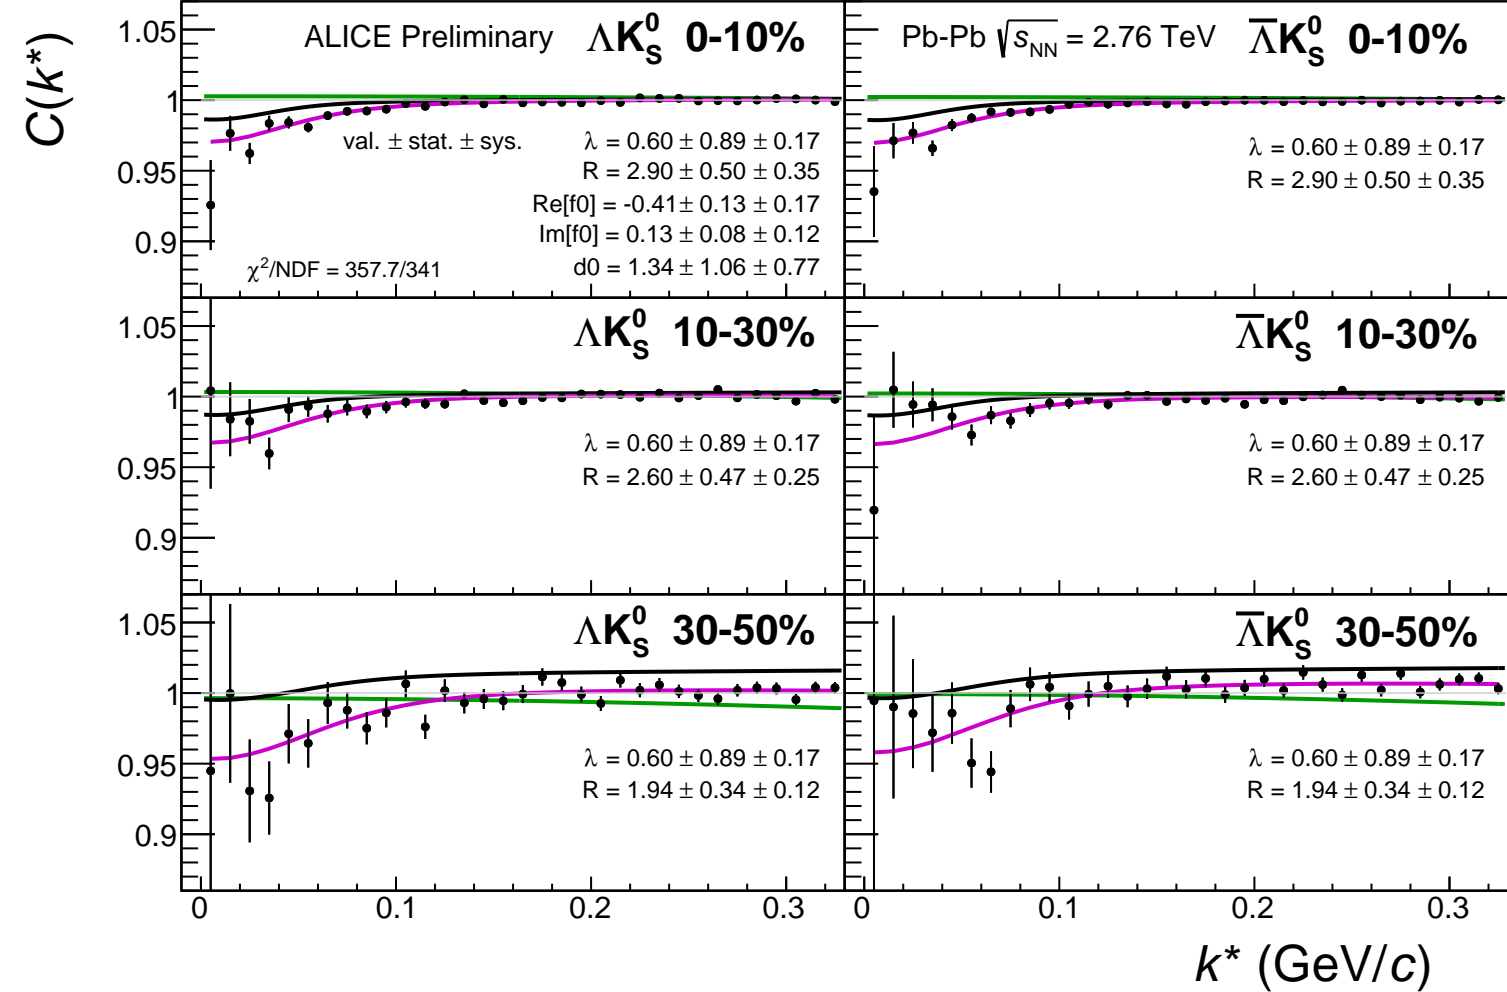 C(k*)
ALICE Preliminary ΛK⁰_S 0-10%
Pb-Pb √s_NN = 2.76 TeV Λ̅K⁰_S 0-10%
1.05
1
0.95
0.9
val. ± stat. ± sys.
λ = 0.60 ± 0.89 ± 0.17
R = 2.90 ± 0.50 ± 0.35
Re[f0] = -0.41 ± 0.13 ± 0.17
Im[f0] = 0.13 ± 0.08 ± 0.12
d0 = 1.34 ± 1.06 ± 0.77
χ²/NDF = 357.7/341
λ = 0.60 ± 0.89 ± 0.17
R = 2.90 ± 0.50 ± 0.35
ΛK⁰_S 10-30%
1.05
1
0.95
0.9
λ = 0.60 ± 0.89 ± 0.17
R = 2.60 ± 0.47 ± 0.25
Λ̅K⁰_S 10-30%
λ = 0.60 ± 0.89 ± 0.17
R = 2.60 ± 0.47 ± 0.25
ΛK⁰_S 30-50%
1.05
1
0.95
0.9
λ = 0.60 ± 0.89 ± 0.17
R = 1.94 ± 0.34 ± 0.12
Λ̅K⁰_S 30-50%
λ = 0.60 ± 0.89 ± 0.17
R = 1.94 ± 0.34 ± 0.12
0 0.1 0.2 0.3
0 0.1 0.2 0.3
k* (GeV/c)